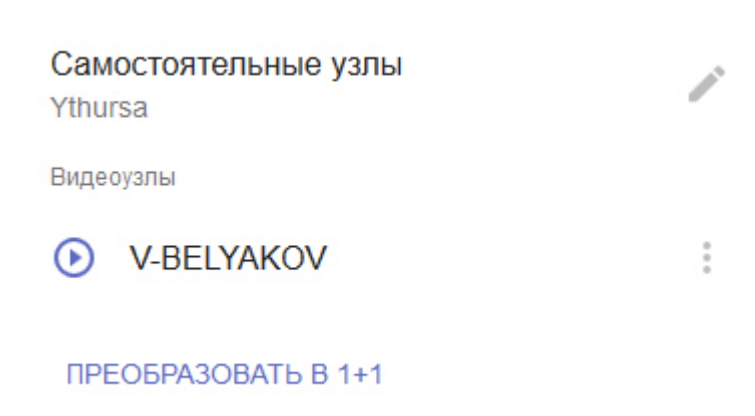 Самостоятельные узлы
Ythursa
Видеоузлы
V-BELYAKOV
ПРЕОБРАЗОВАТЬ В 1+1